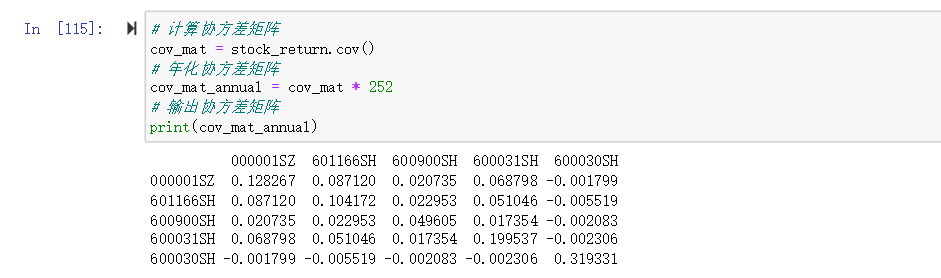 In [115]:
# 计算协方差矩阵
cov_mat = stock_return.cov()
# 年化协方差矩阵
cov_mat_annual = cov_mat * 252
# 输出协方差矩阵
print(cov_mat_annual)
000001SZ 601166SH 600900SH 600031SH 600030SH
000001SZ 0.128267 0.087120 0.020735 0.068798 -0.001799
601166SH 0.087120 0.104172 0.022953 0.051046 -0.005519
600900SH 0.020735 0.022953 0.049605 0.017354 -0.002083
600031SH 0.068798 0.051046 0.017354 0.199537 -0.002306
600030SH -0.001799 -0.005519 -0.002083 -0.002306 0.319331